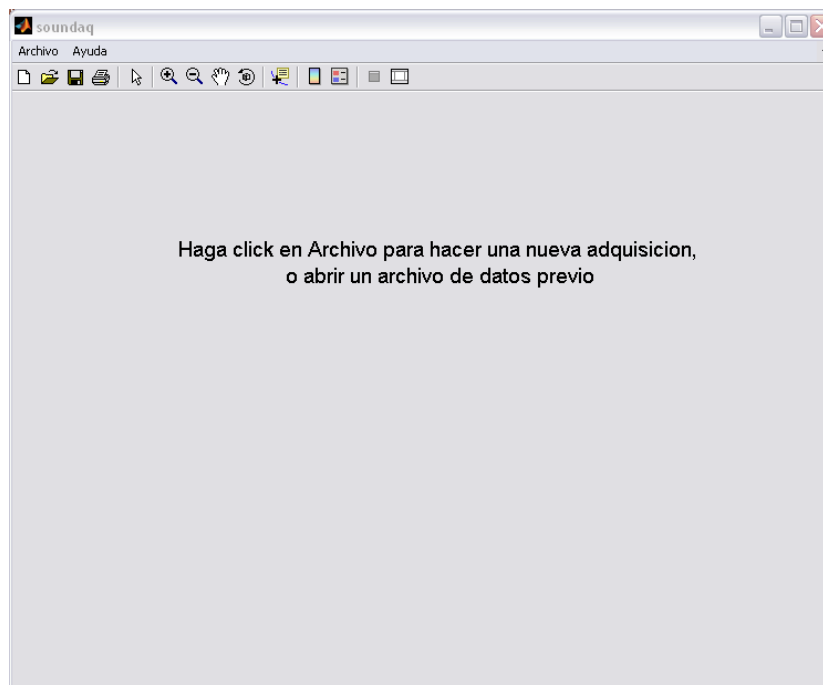 soundaq
Archivo Ayuda
Haga click en Archivo para hacer una nueva adquisicion,
o abrir un archivo de datos previo